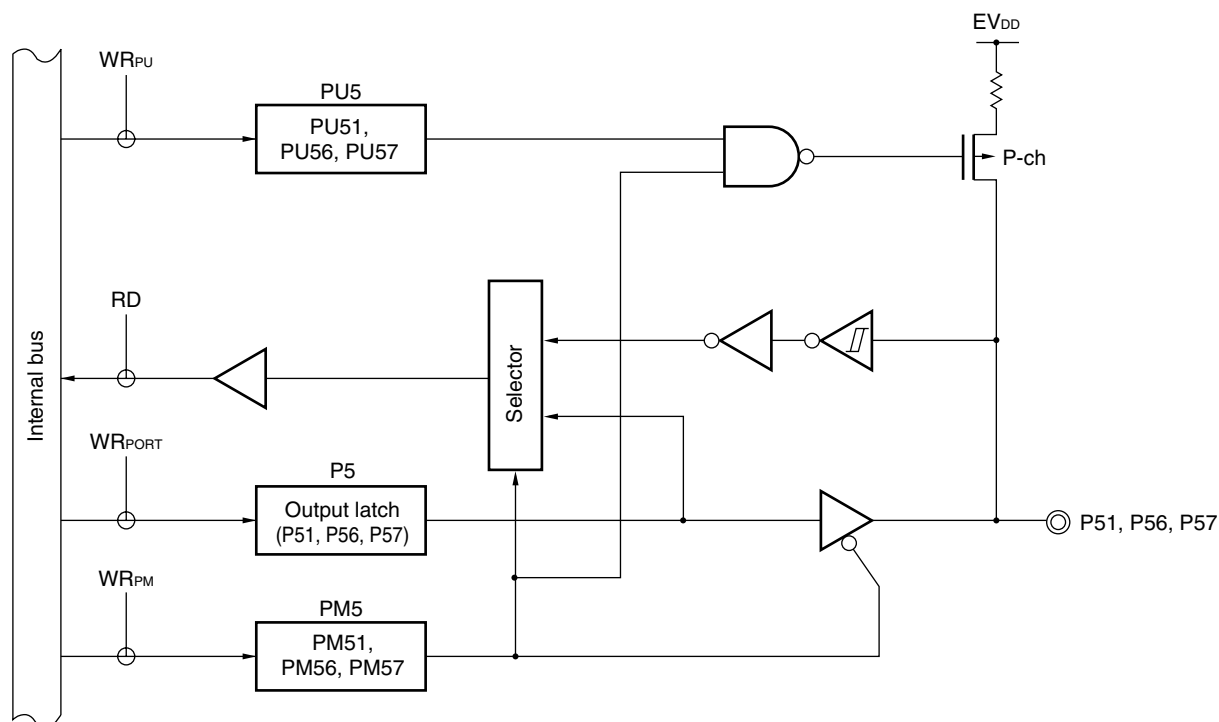 EVDD
WRPU
PU5
PU51,
PU56, PU57
P-ch
RD
Selector
Internal bus
WRPORT
P5
Output latch
(P51, P56, P57)
P51, P56, P57
WRPM
PM5
PM51,
PM56, PM57